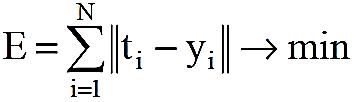 E = ∑_{i=1}^{N} ‖t_i − y_i‖ → min